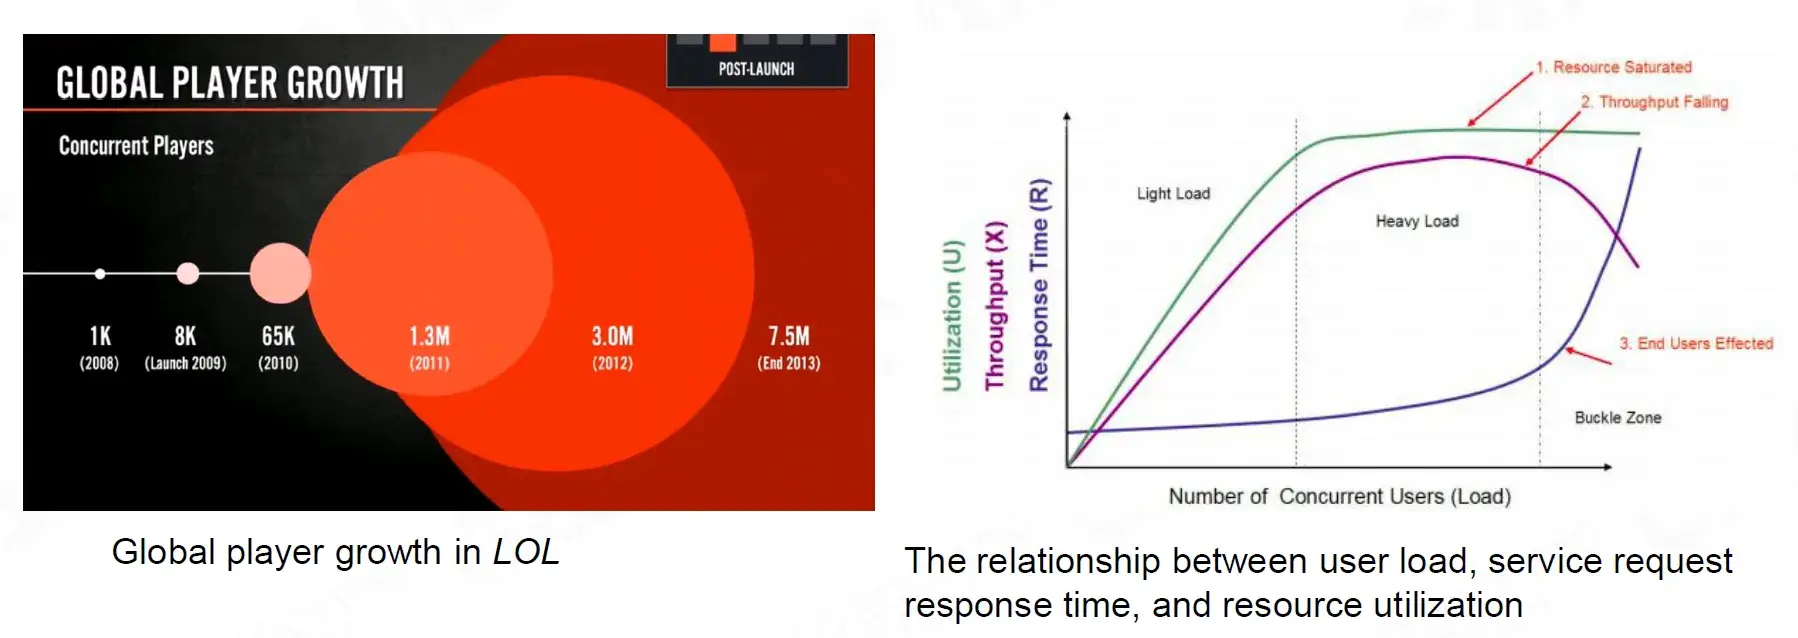 GLOBAL PLAYER GROWTH
POST-LAUNCH
Concurrent Players
1K
(2008)
8K
(Launch 2009)
65K
(2010)
1.3M
(2011)
3.0M
(2012)
7.5M
(End 2013)
Global player growth in LOL
1. Resource Saturated
2. Throughput Falling
Light Load
Heavy Load
Utilization (U)
Throughput (X)
Response Time (R)
3. End Users Effected
Buckle Zone
Number of Concurrent Users (Load)
The relationship between user load, service request
response time, and resource utilization